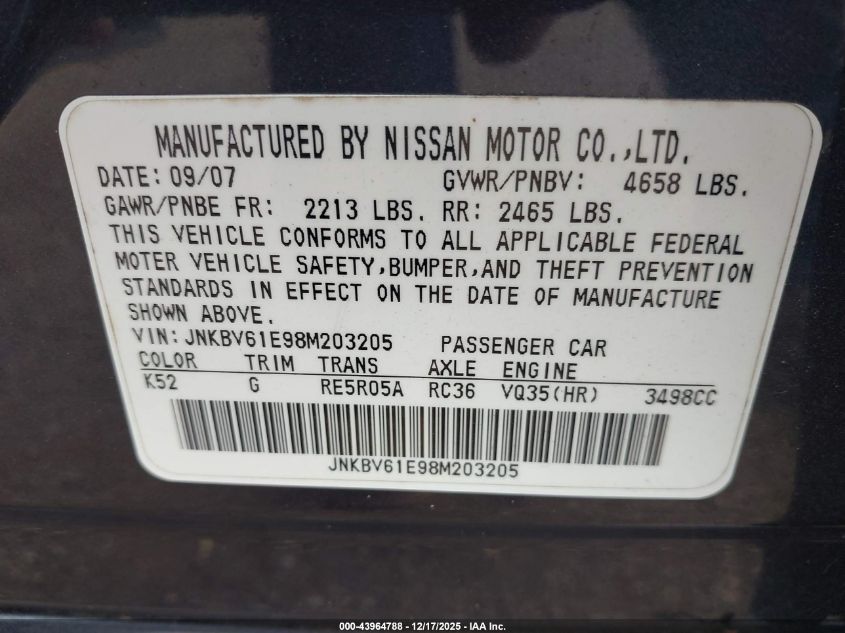 MANUFACTURED BY NISSAN MOTOR CO.,LTD.
DATE: 09/07 GVWR/PNBV: 4658 LBS.
GAWR/PNBE FR: 2213 LBS. RR: 2465 LBS.
THIS VEHICLE CONFORMS TO ALL APPLICABLE FEDERAL
MOTER VEHICLE SAFETY,BUMPER,AND THEFT PREVENTION
STANDARDS IN EFFECT ON THE DATE OF MANUFACTURE
SHOWN ABOVE.
VIN: JNKBV61E98M203205 PASSENGER CAR
COLOR TRIM TRANS AXLE ENGINE
K52 G RE5R05A RC36 VQ35(HR) 3498CC
JNKBV61E98M203205
000-43964788 - 12/17/2025 - IAA Inc.